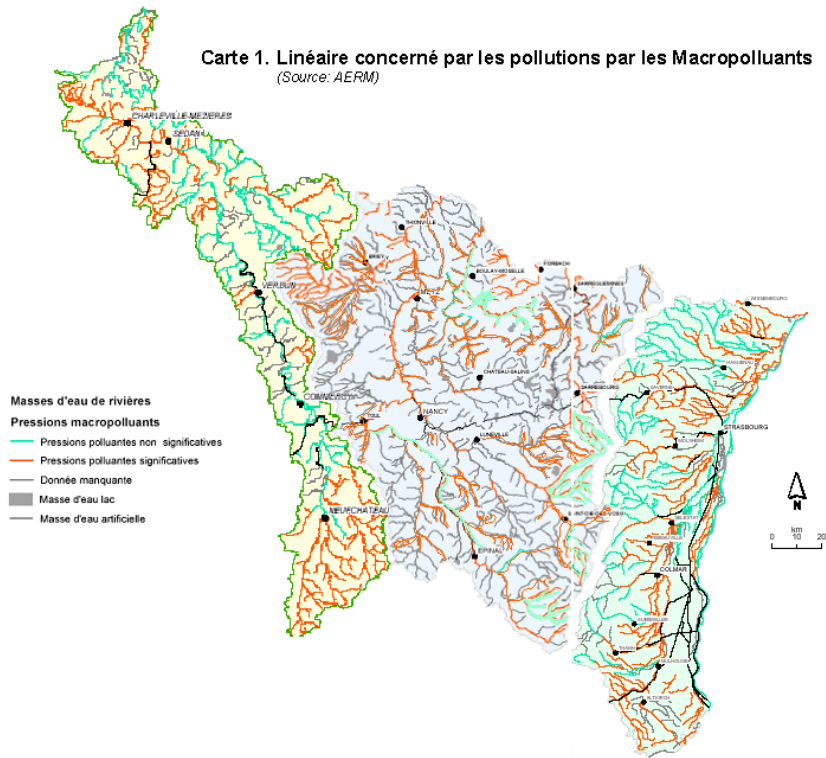 Carte 1. Linéaire concerné par les pollutions par les Macropolluants
(Source: AERM)
CHARLEVILLE-MEZIERES
SEDAN
THIONVILLE
BRIEY
BOULAY-MOSELLE
FORBACH
SARREGUEMINES
VERDUN
METZ
WISSEMBOURG
HAGUENAU
CHATEAU-SALINS
SARREBOURG
SAVERNE
COMMERCY
TOUL
NANCY
LUNEVILLE
STRASBOURG
MOLSHEIM
Masses d'eau de rivières
Pressions macropolluants
Pressions polluantes non significatives
Pressions polluantes significatives
Donnée manquante
Masse d'eau lac
Masse d'eau artificielle
NEUFCHATEAU
SELESTAT
RIBEAUVILLE
EPINAL
COLMAR
GUEBWILLER
THANN
MULHOUSE
ALTKIRCH
N
km
0 10 20